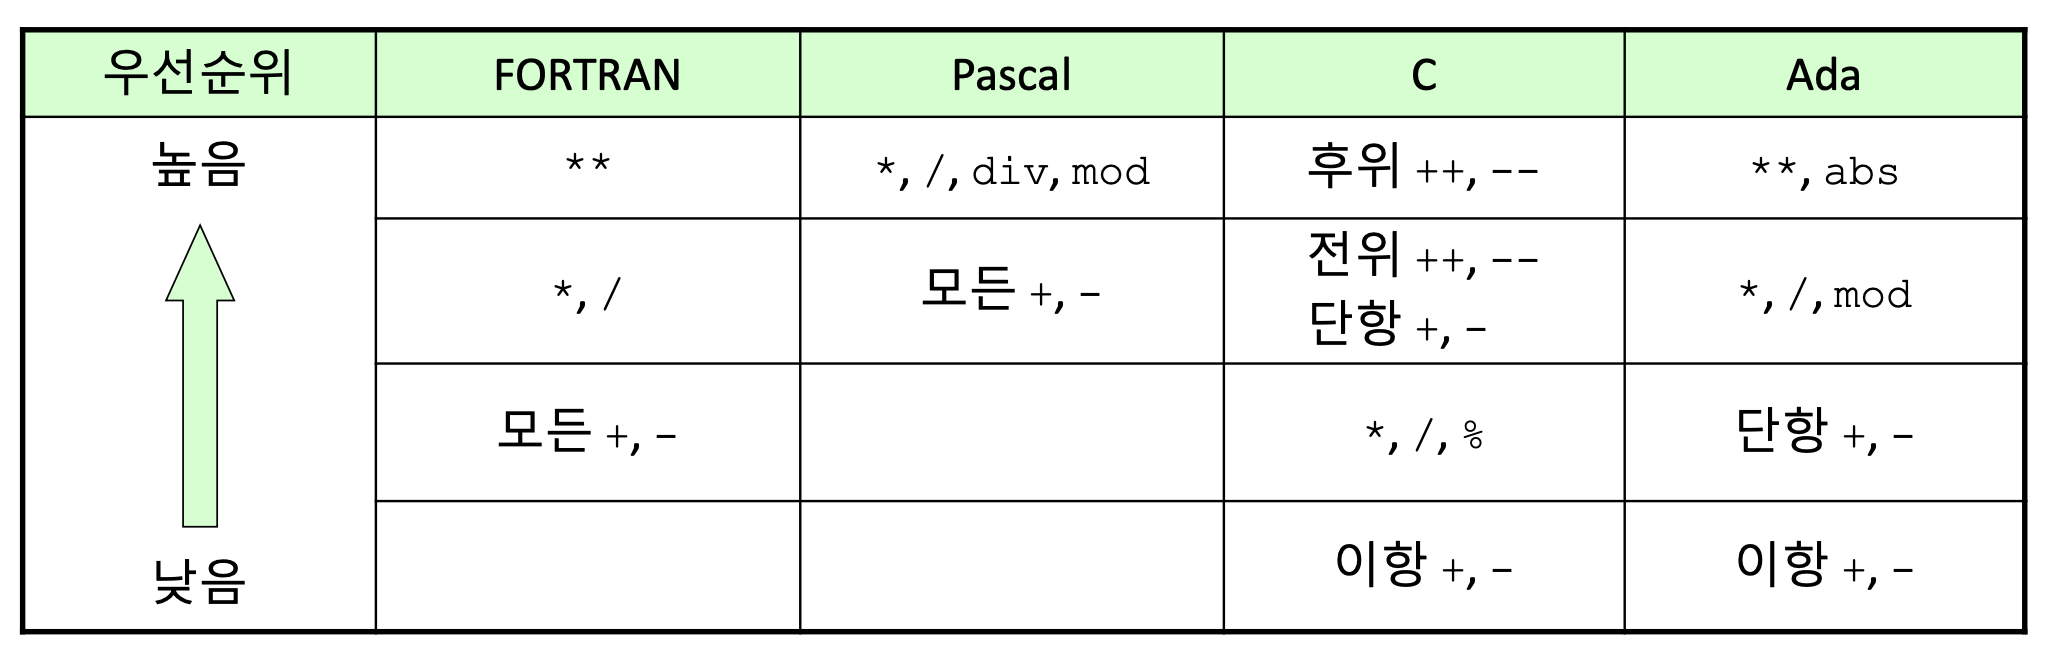 우선순위 FORTRAN Pascal C Ada
높음 ** *, /, div, mod 후위 ++, -- **, abs
*, / 모든 +, - 전위 ++, -- *, /, mod
단항 +, -
모든 +, - *, /, % 단항 +, -
낮음 이항 +, - 이항 +, -